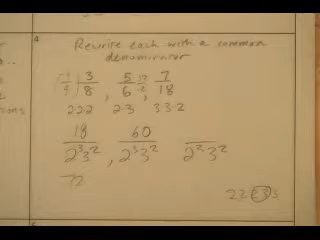 4
Rewrite each with a common
denominator
3/8 , 5/6 , 7/18
2·2·2 2·3 3·3·2
18/2³3² , 60/2³3² /2²3²
72
2 2 2 3 3